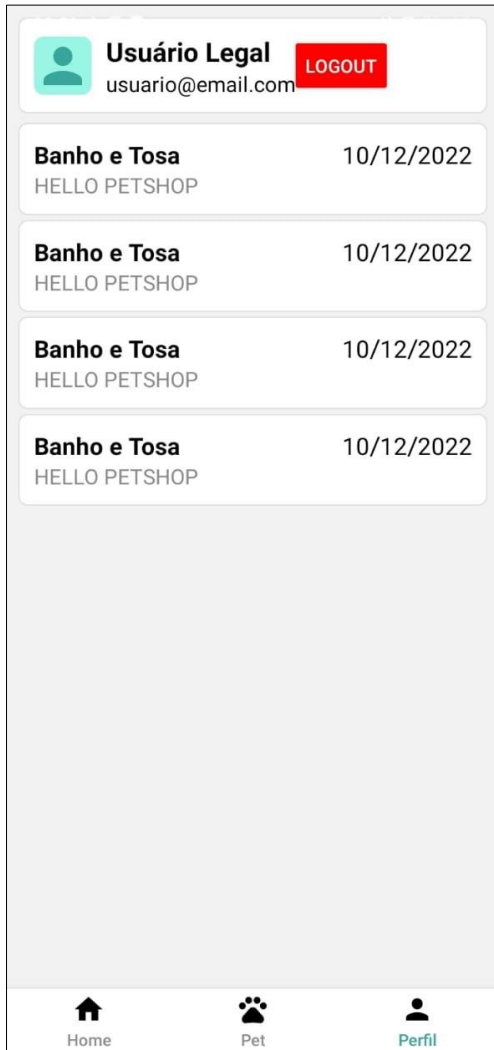 Usuário Legal
usuario@email.com
LOGOUT
Banho e Tosa 10/12/2022
HELLO PETSHOP
Banho e Tosa 10/12/2022
HELLO PETSHOP
Banho e Tosa 10/12/2022
HELLO PETSHOP
Banho e Tosa 10/12/2022
HELLO PETSHOP
Home Pet Perfil